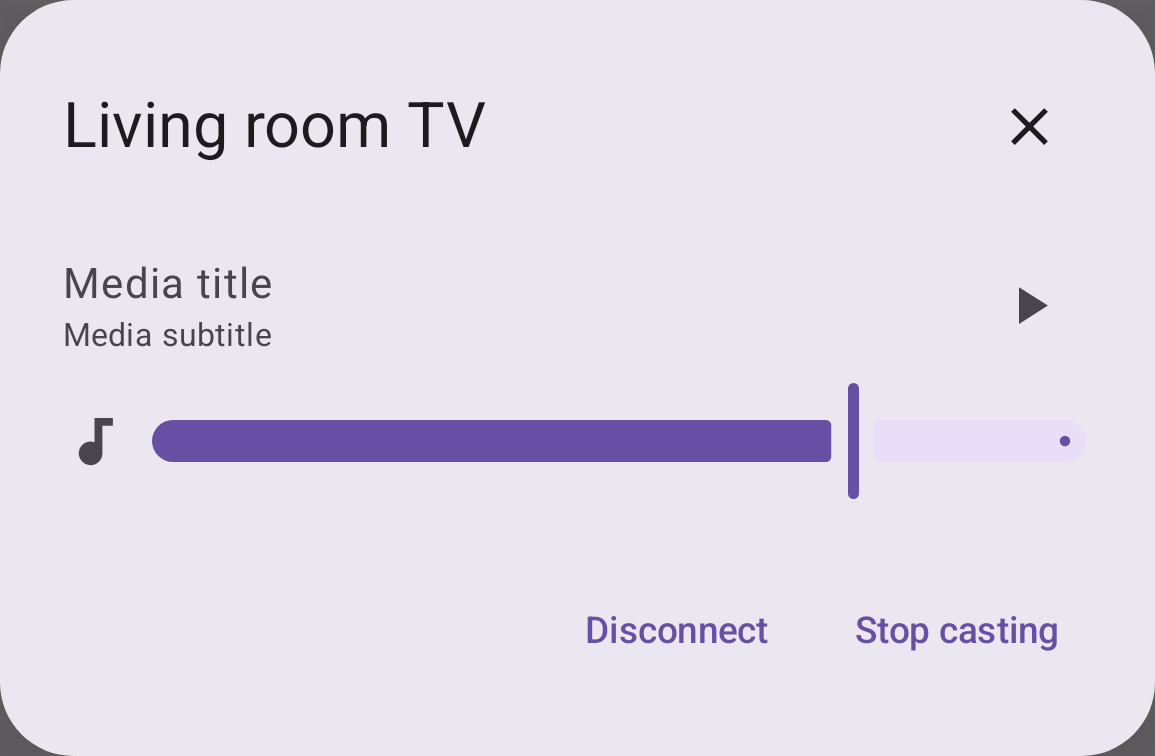 Living room TV
Media title
Media subtitle
Disconnect
Stop casting